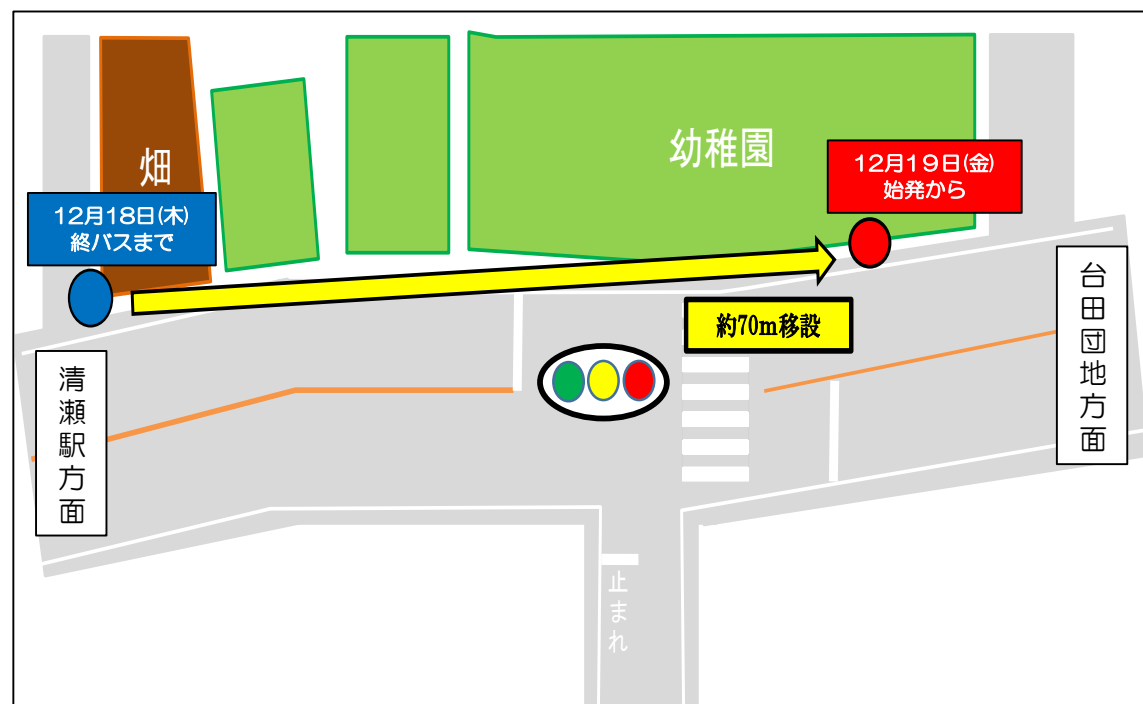 畑
幼稚園
12月19日(金)
始発から
12月18日(木)
終バスまで
約70m移設
台田団地方面
清瀬駅方面
止まれ